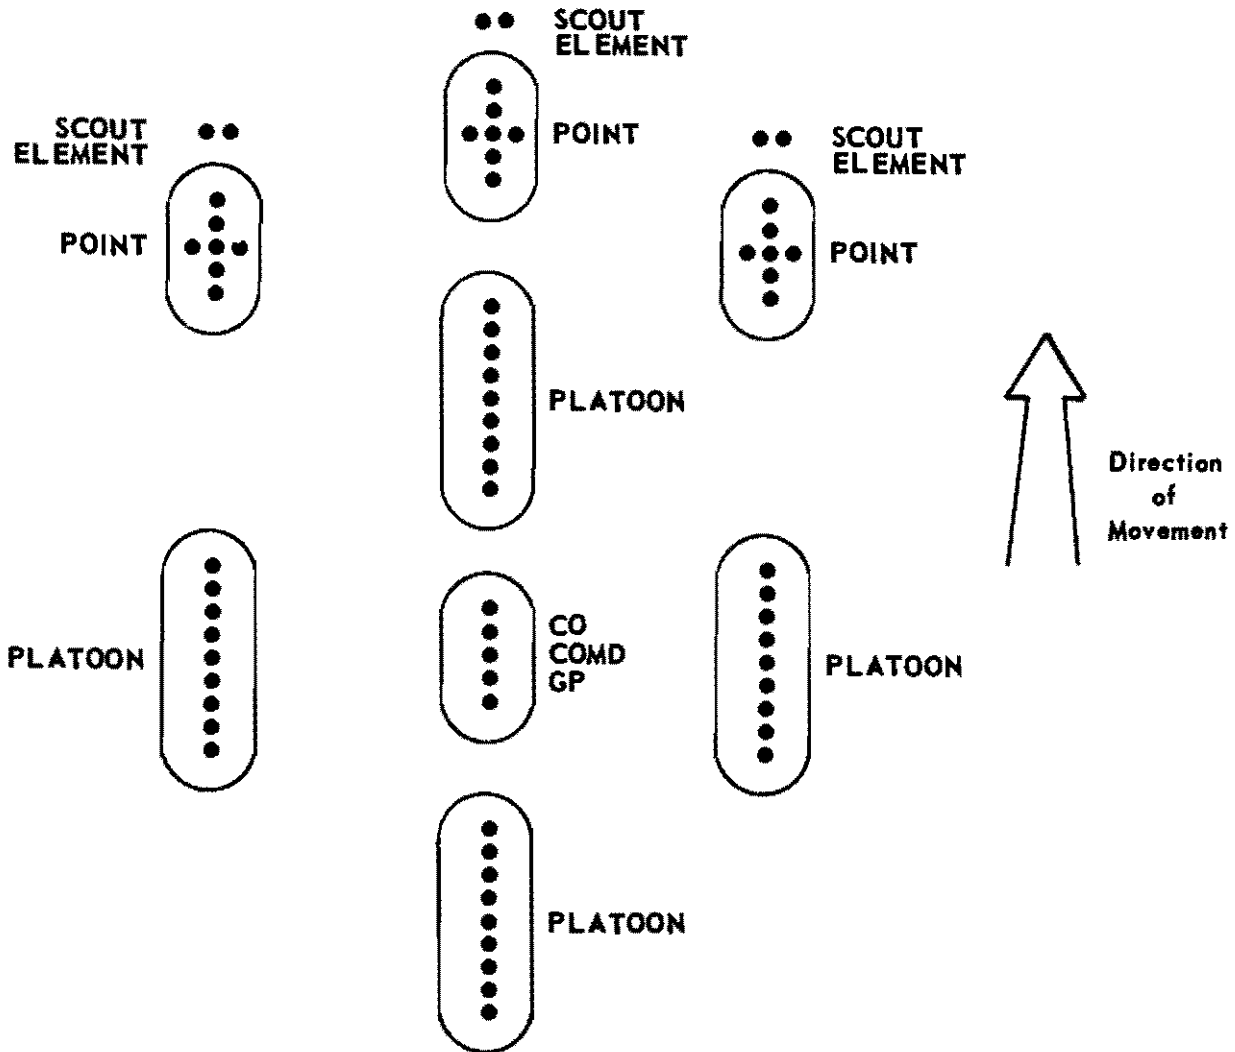 SCOUT
ELEMENT
SCOUT
ELEMENT
POINT
SCOUT
ELEMENT
POINT
POINT
PLATOON
Direction
of
Movement
PLATOON
CO
COMD
GP
PLATOON
PLATOON